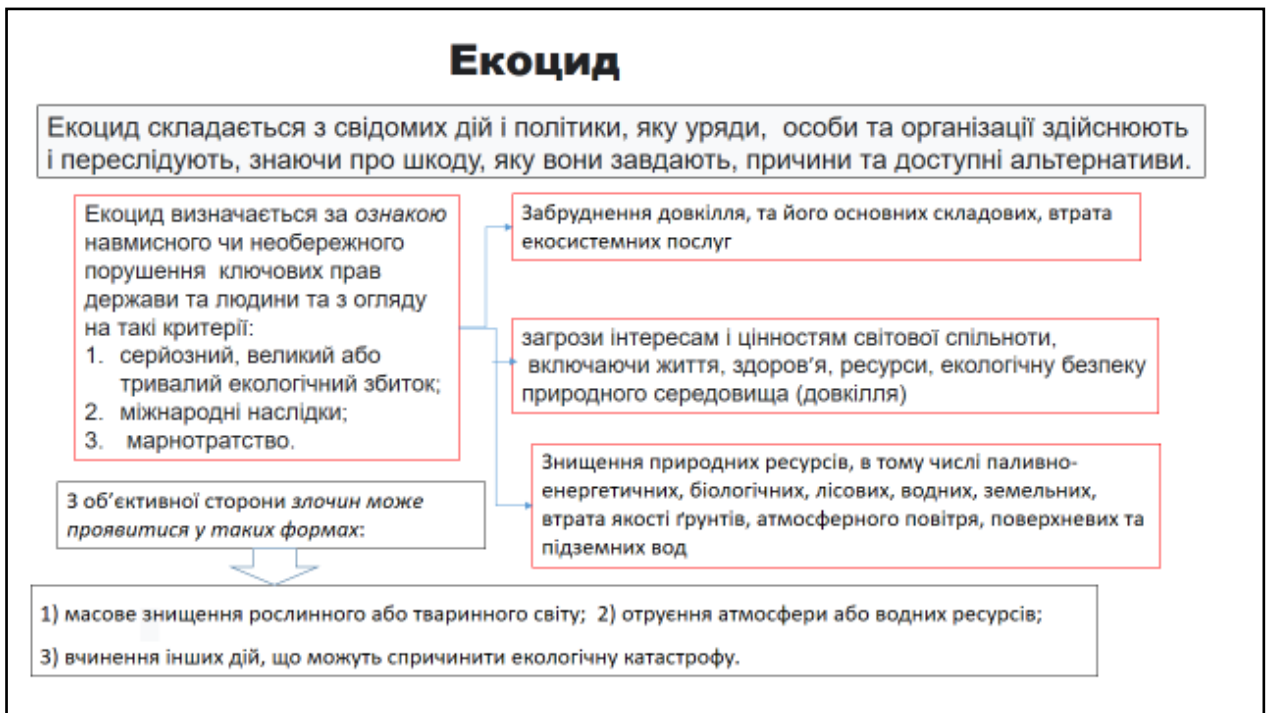 Екоцид
Екоцид складається з свідомих дій і політики, яку уряди, особи та організації здійснюють
і переслідують, знаючи про шкоду, яку вони завдають, причини та доступні альтернативи.
Екоцид визначається за ознакою
навмисного чи необережного
порушення ключових прав
держави та людини та з огляду
на такі критерії:
1. серйозний, великий або
тривалий екологічний збиток;
2. міжнародні наслідки;
3. марнотратство.
Забруднення довкілля, та його основних складових, втрата
екосистемних послуг
загрози інтересам і цінностям світової спільноти,
включаючи життя, здоров’я, ресурси, екологічну безпеку
природного середовища (довкілля)
Знищення природних ресурсів, в тому числі паливно-
енергетичних, біологічних, лісових, водних, земельних,
втрата якості ґрунтів, атмосферного повітря, поверхневих та
підземних вод
З об’єктивної сторони злочин може
проявитися у таких формах:
1) масове знищення рослинного або тваринного світу; 2) отруєння атмосфери або водних ресурсів;
3) вчинення інших дій, що можуть спричинити екологічну катастрофу.